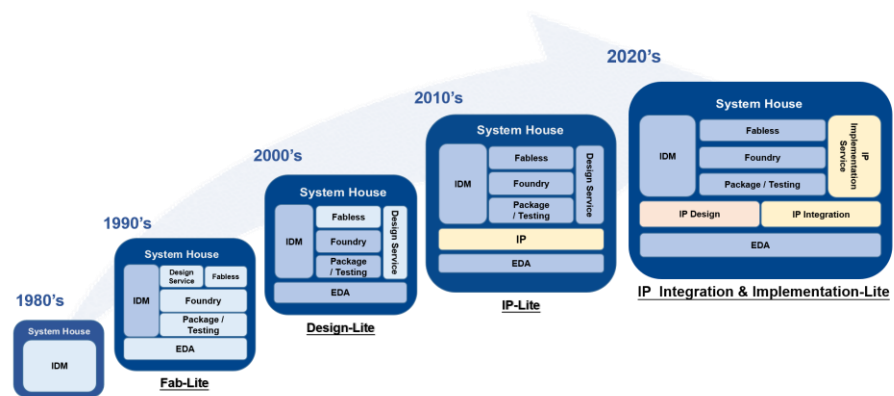 1980's
System House
IDM
1990's
System House
IDM
Design
Service
Fabless
Foundry
Package /
Testing
EDA
Fab-Lite
2000's
System House
IDM
Fabless
Foundry
Package
/ Testing
Design Service
EDA
Design-Lite
2010's
System House
IDM
Fabless
Foundry
Package
/ Testing
Design Service
IP
EDA
IP-Lite
2020's
System House
IDM
Fabless
Foundry
Package / Testing
IP
Implementation
Service
IP Design
IP Integration
EDA
IP Integration & Implementation-Lite